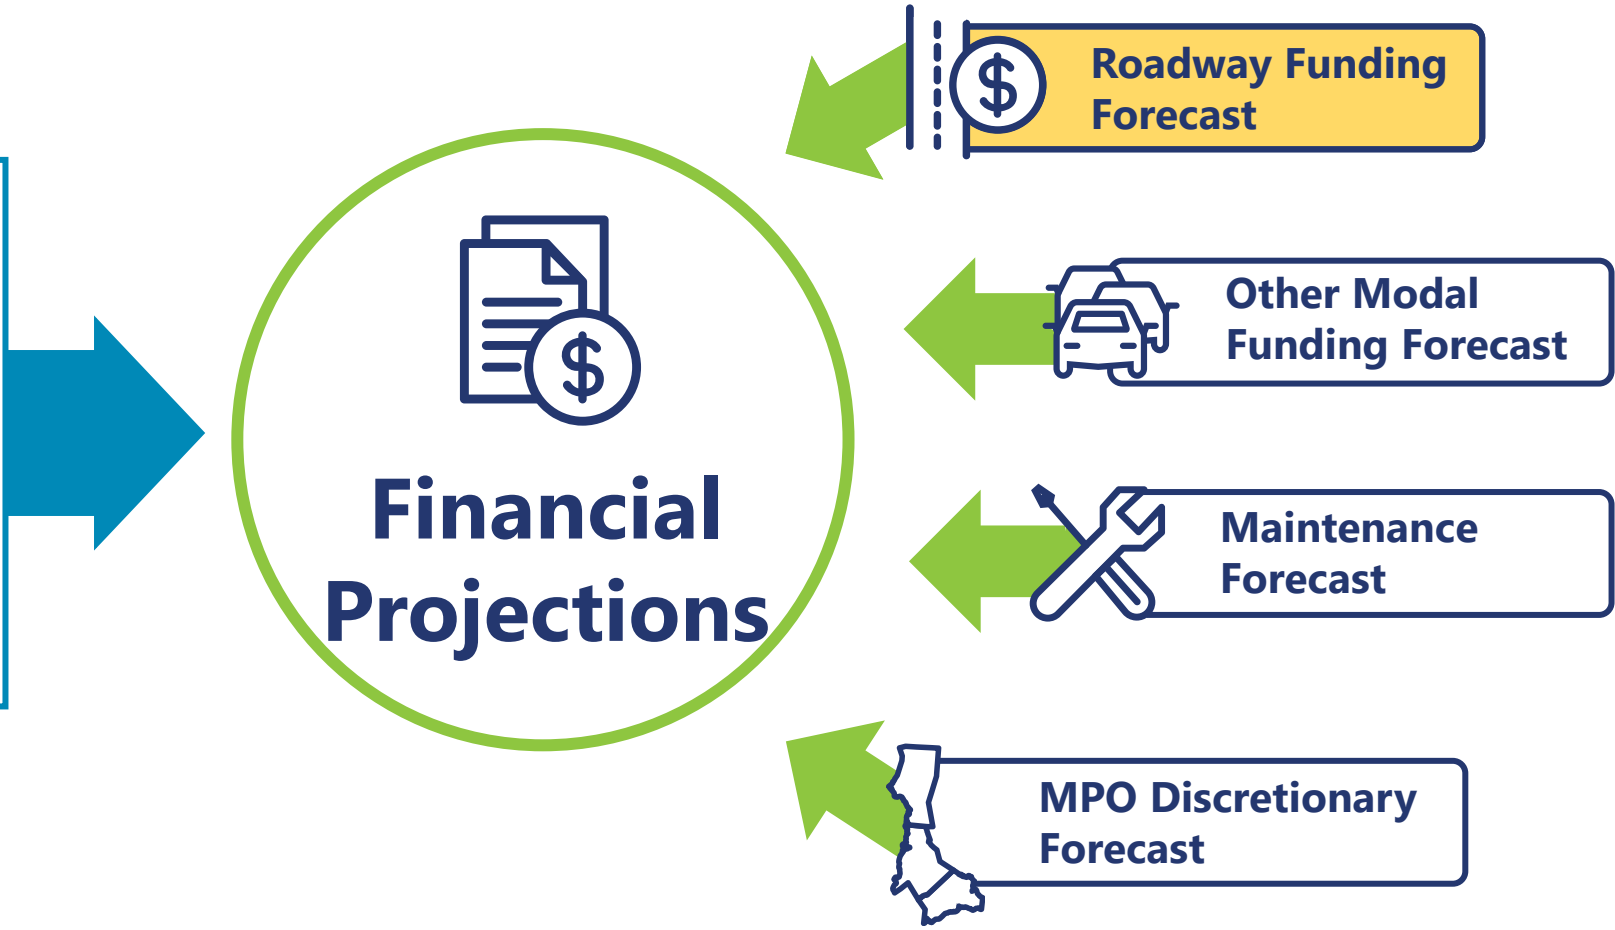 Roadway Funding
Forecast
$
Other Modal
Funding Forecast
$
Financial
Projections
Maintenance
Forecast
MPO Discretionary
Forecast